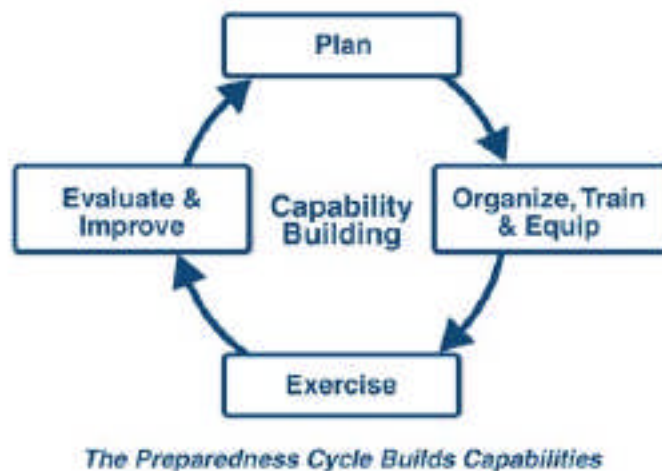 Plan
Evaluate &
Improve
Capability
Building
Organize, Train
& Equip
Exercise
The Preparedness Cycle Builds Capabilities